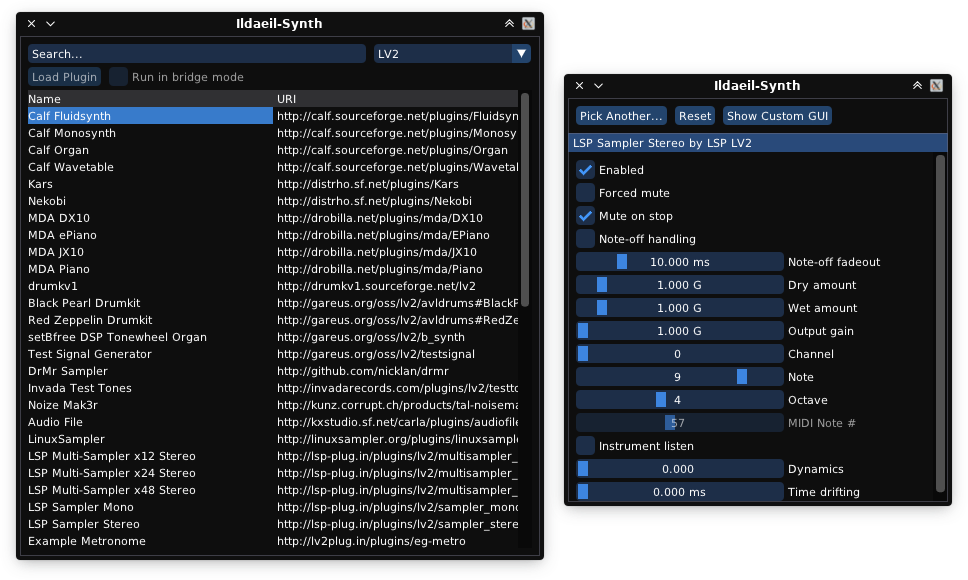 Ildaeil-Synth
Search...
LV2
Load Plugin Run in bridge mode
Name URI
Calf Fluidsynth http://calf.sourceforge.net/plugins/Fluidsyn
Calf Monosynth http://calf.sourceforge.net/plugins/Monosy
Calf Organ http://calf.sourceforge.net/plugins/Organ
Calf Wavetable http://calf.sourceforge.net/plugins/Wavetal
Kars http://distrho.sf.net/plugins/Kars
Nekobi http://distrho.sf.net/plugins/Nekobi
MDA DX10 http://drobilla.net/plugins/mda/DX10
MDA ePiano http://drobilla.net/plugins/mda/EPiano
MDA JX10 http://drobilla.net/plugins/mda/JX10
MDA Piano http://drobilla.net/plugins/mda/Piano
drumkv1 http://drumkv1.sourceforge.net/lv2
Black Pearl Drumkit http://gareus.org/oss/lv2/avldrums#BlackP
Red Zeppelin Drumkit http://gareus.org/oss/lv2/avldrums#RedZe
setBfree DSP Tonewheel Organ http://gareus.org/oss/lv2/b_synth
Test Signal Generator http://gareus.org/oss/lv2/testsignal
DrMr Sampler http://github.com/nicklan/drmr
Invada Test Tones http://invadarecords.com/plugins/lv2/testto
Noize Mak3r http://kunz.corrupt.ch/products/tal-noisema
Audio File http://kxstudio.sf.net/carla/plugins/audiofile
LinuxSampler http://linuxsampler.org/plugins/linuxsampl
LSP Multi-Sampler x12 Stereo http://lsp-plug.in/plugins/lv2/multisampler_
LSP Multi-Sampler x24 Stereo http://lsp-plug.in/plugins/lv2/multisampler_
LSP Multi-Sampler x48 Stereo http://lsp-plug.in/plugins/lv2/multisampler_
LSP Sampler Mono http://lsp-plug.in/plugins/lv2/sampler_mono
LSP Sampler Stereo http://lsp-plug.in/plugins/lv2/sampler_stere
Example Metronome http://lv2plug.in/plugins/eg-metro
Ildaeil-Synth
Pick Another... Reset Show Custom GUI
LSP Sampler Stereo by LSP LV2
Enabled
Forced mute
Mute on stop
Note-off handling
10.000 ms Note-off fadeout
1.000 G Dry amount
1.000 G Wet amount
1.000 G Output gain
0 Channel
9 Note
4 Octave
57 MIDI Note #
Instrument listen
0.000 Dynamics
0.000 ms Time drifting